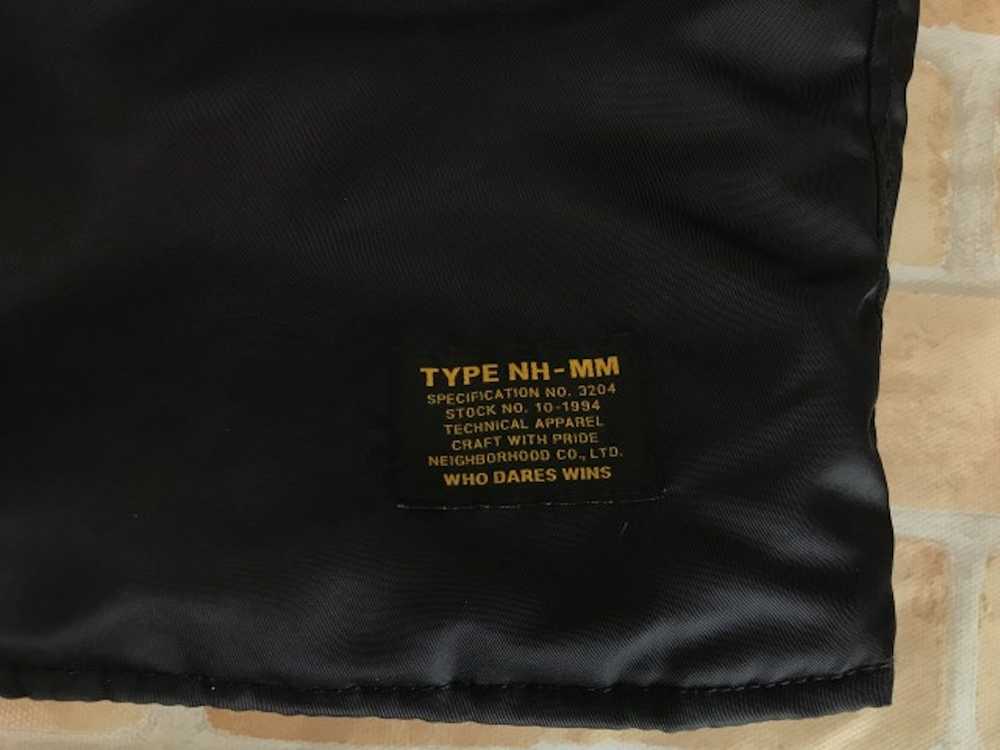 TYPE NH-MM
SPECIFICATION NO. 3204
STOCK NO. 10-1994
TECHNICAL APPAREL
CRAFT WITH PRIDE
NEIGHBORHOOD CO., LTD.
WHO DARES WINS